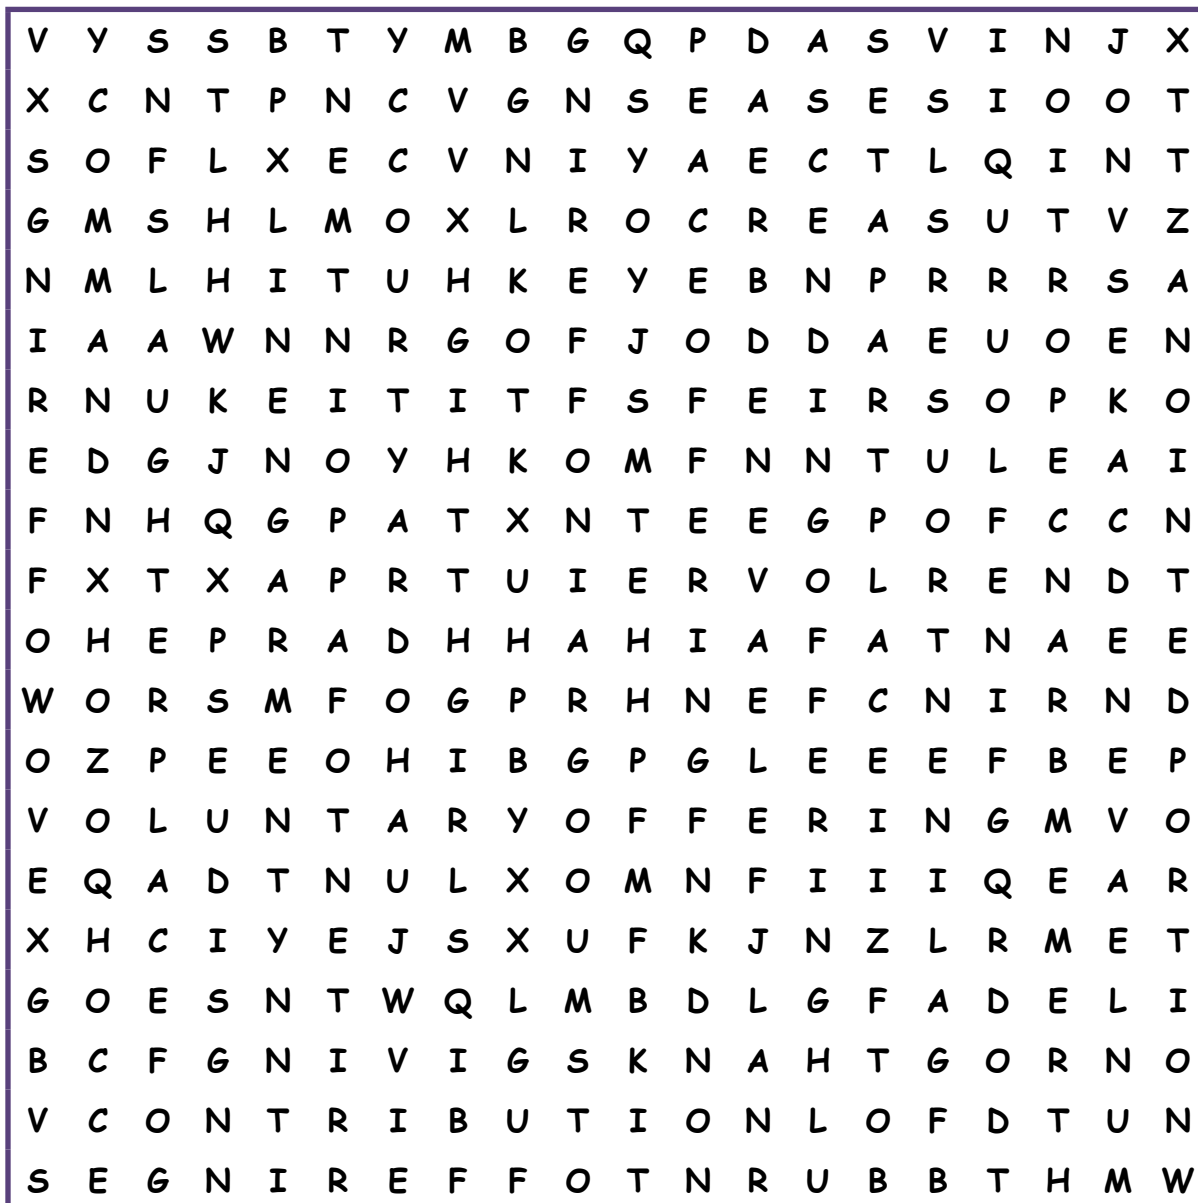 V Y S S B T Y M B G Q P D A S V I N J X
X C N T P N C V G N S E A S E S I O O T
S O F L X E C V N I Y A E C T L Q I N T
G M S H L M O X L R O C R E A S U T V Z
N M L H I T U H K E Y E B N P R R R S A
I A A W N N R G O F J O D D A E U O E N
R N U K E I T I T F S F E I R S O P K O
E D G J N O Y H K O M F N N T U L E A I
F N H Q G P A T X N T E E G P O F C C N
F X T X A P R T U I E R V O L R E N D T
O H E P R A D H H A H I A F A T N A E E
W O R S M F O G P R H N E F C N I R N D
O Z P E E O H I B G P G L E E E F B E P
V O L U N T A R Y O F F E R I N G M V O
E Q A D T N U L X O M N F I I I Q E A R
X H C I Y E J S X U F K J N Z L R M E T
G O E S N T W Q L M B D L G F A D E L I
B C F G N I V I G S K N A H T G O R N O
V C O N T R I B U T I O N L O F D T U N
S E G N I R E F F O T N R U B B T H M W